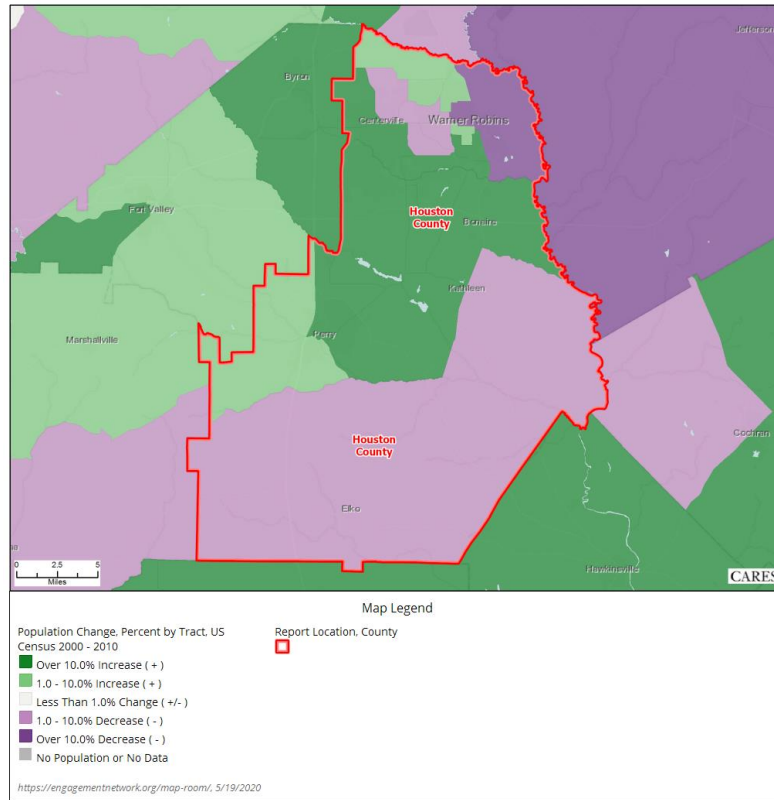 Jefferson
Byron
Centerville
Warner Robins
Houston
County
Fort Valley
Bonaire
Kathleen
Marshallville
Perry
Houston
County
Cochran
Elko
0 2.5 5
Miles
Hawkinsville
CARES
Map Legend
Population Change, Percent by Tract, US
Census 2000 - 2010
Over 10.0% Increase ( + )
1.0 - 10.0% Increase ( + )
Less Than 1.0% Change ( +/- )
1.0 - 10.0% Decrease ( - )
Over 10.0% Decrease ( - )
No Population or No Data
Report Location, County
https://engagementnetwork.org/map-room/, 5/19/2020